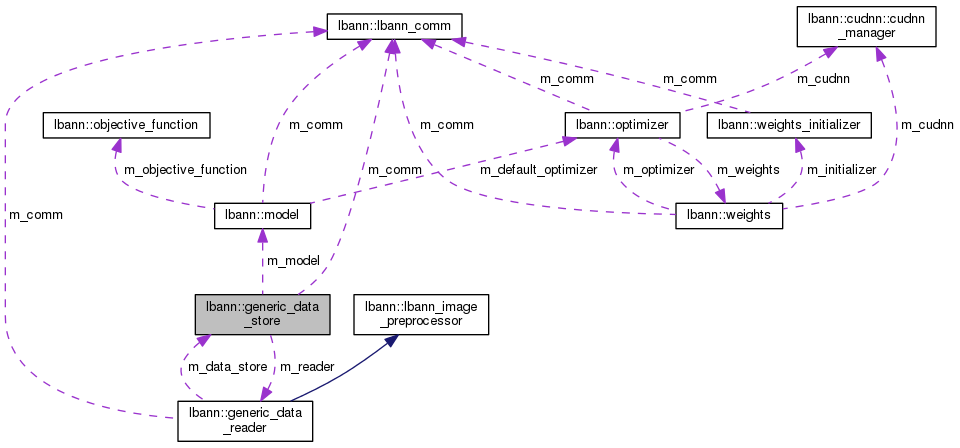 lbann::lbann_comm
lbann::cudnn::cudnn
_manager
m_comm
m_comm
m_cudnn
lbann::objective_function
m_comm
m_comm
lbann::optimizer
lbann::weights_initializer
m_cudnn
m_objective_function
m_comm
m_default_optimizer
m_optimizer
m_weights
m_initializer
m_comm
lbann::model
lbann::weights
m_model
lbann::generic_data
_store
lbann::lbann_image
_preprocessor
m_data_store
m_reader
lbann::generic_data
_reader